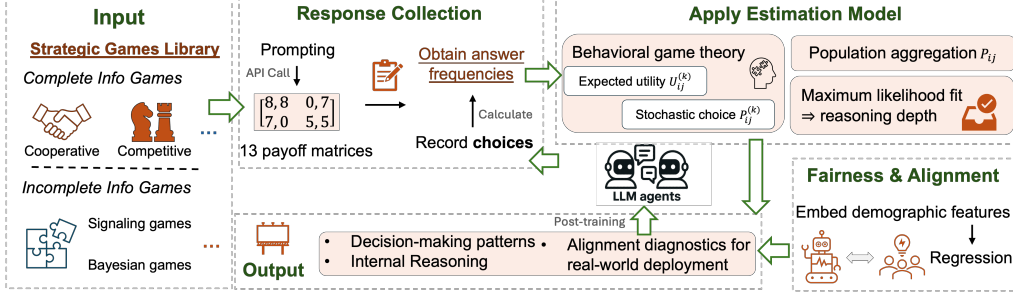 Input
Strategic Games Library
Complete Info Games
Cooperative
Competitive
...
Incomplete Info Games
Signaling games
Bayesian games
...
Response Collection
Prompting
API Call
8, 8 0, 7
7, 0 5, 5
13 payoff matrices
Obtain answer
frequencies
Calculate
Record choices
Apply Estimation Model
Behavioral game theory
Expected utility U_{ij}^{(k)}
Stochastic choice P_{ij}^{(k)}
Population aggregation P_{ij}
Maximum likelihood fit
⇒ reasoning depth
LLM agents
Post-training
Fairness & Alignment
Embed demographic features
Regression
Output
• Decision-making patterns
• Internal Reasoning
• Alignment diagnostics for
real-world deployment